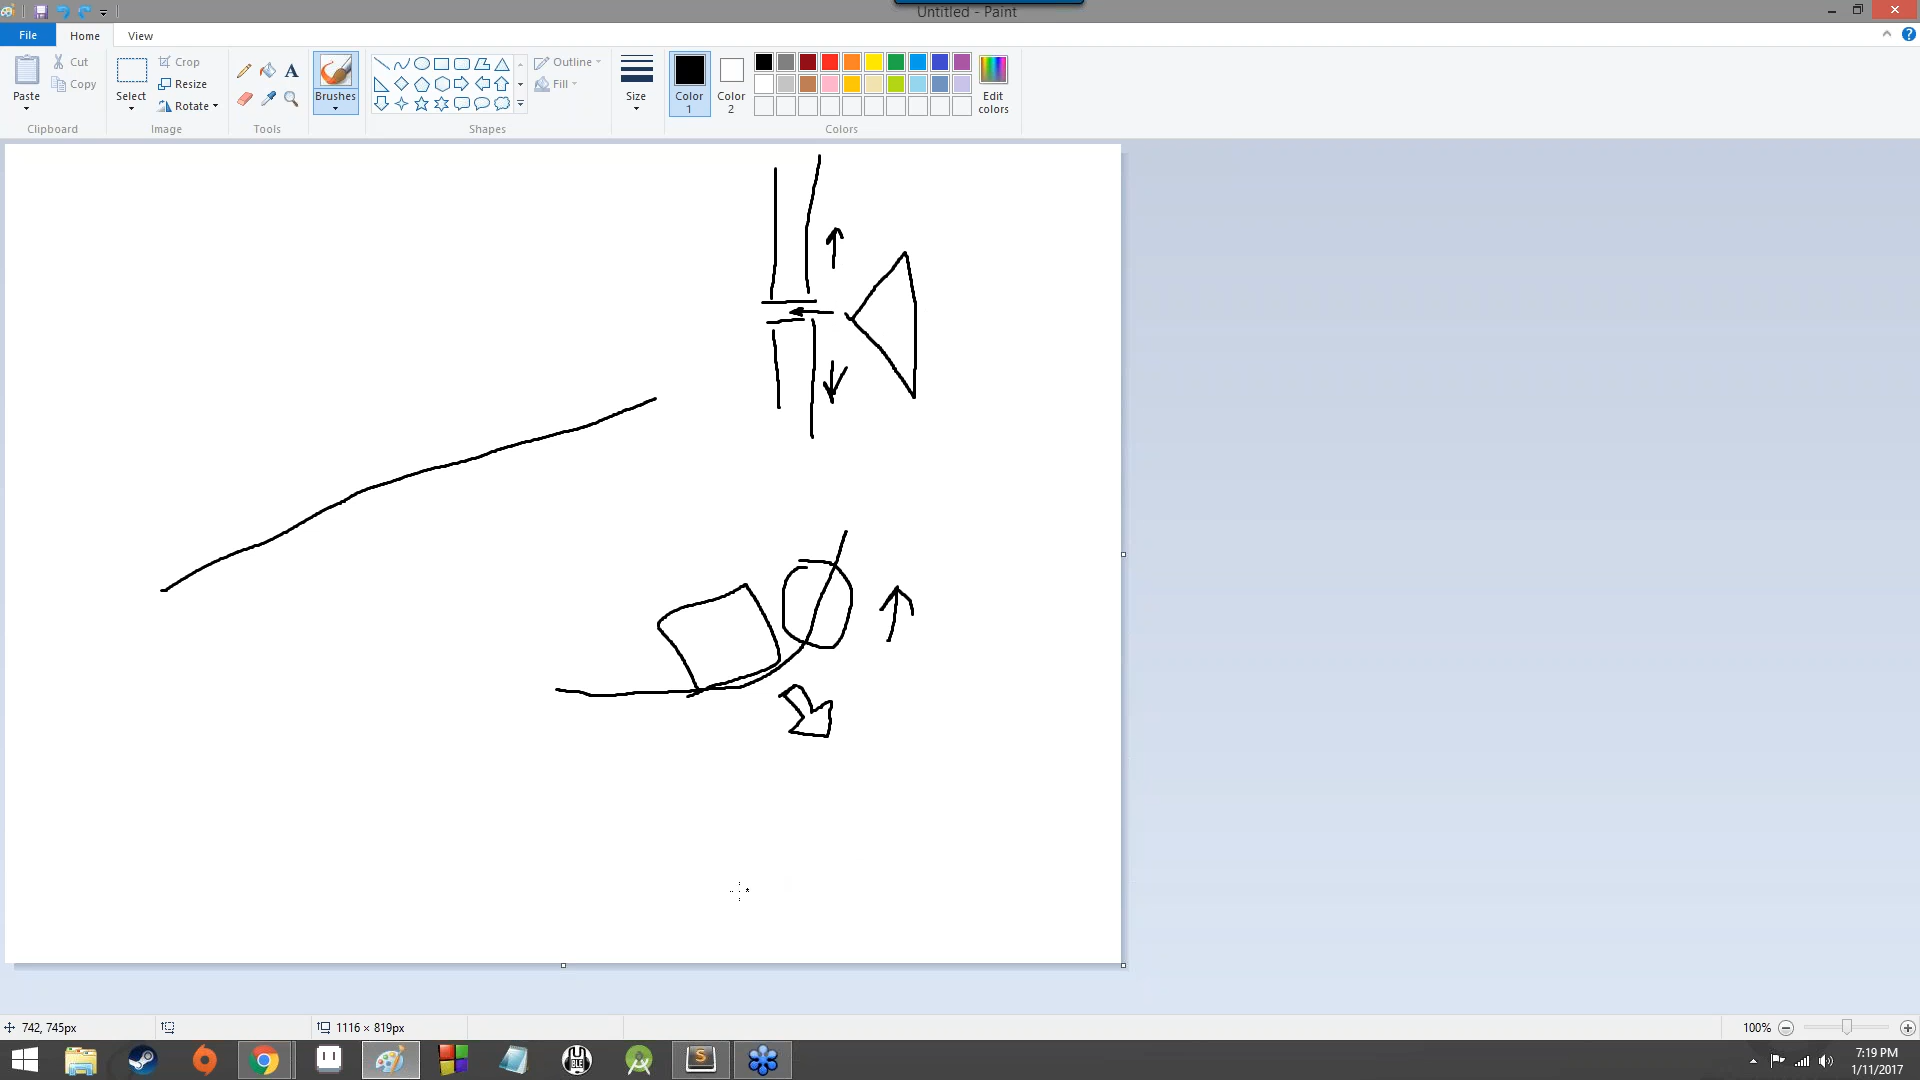 Untitled - Paint
File Home View
Paste
Cut
Copy
Clipboard
Select
Crop
Resize
Rotate
Image
A
Tools
Brushes
Outline
Fill
Shapes
Size
Color 1
Color 2
Edit colors
Colors
742, 745px
1116 × 819px
100%
S
7:19 PM
1/11/2017